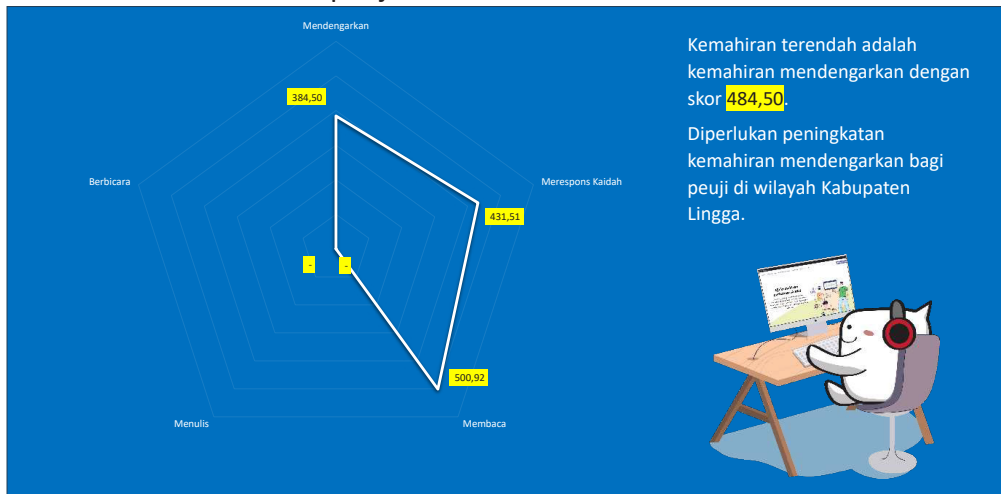 Mendengarkan
384,50
Berbicara
Merespons Kaidah
431,51
-
-
500,92
Menulis
Membaca
Kemahiran terendah adalah
kemahiran mendengarkan dengan
skor 484,50.
Diperlukan peningkatan
kemahiran mendengarkan bagi
peuji di wilayah Kabupaten
Lingga.